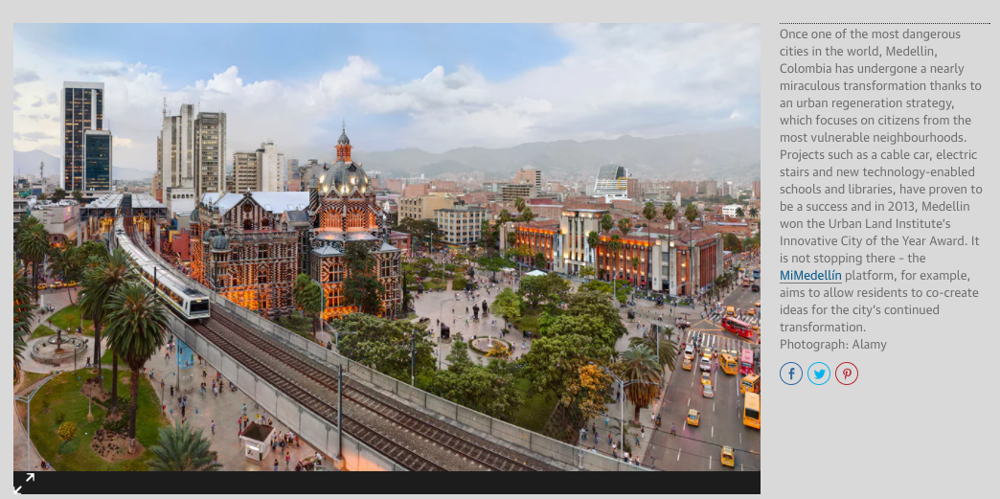 Once one of the most dangerous
cities in the world, Medellin,
Colombia has undergone a nearly
miraculous transformation thanks to
an urban regeneration strategy,
which focuses on citizens from the
most vulnerable neighbourhoods.
Projects such as a cable car, electric
stairs and new technology-enabled
schools and libraries, have proven to
be a success and in 2013, Medellin
won the Urban Land Institute's
Innovative City of the Year Award. It
is not stopping there – the
MiMedellín platform, for example,
aims to allow residents to co-create
ideas for the city's continued
transformation.
Photograph: Alamy